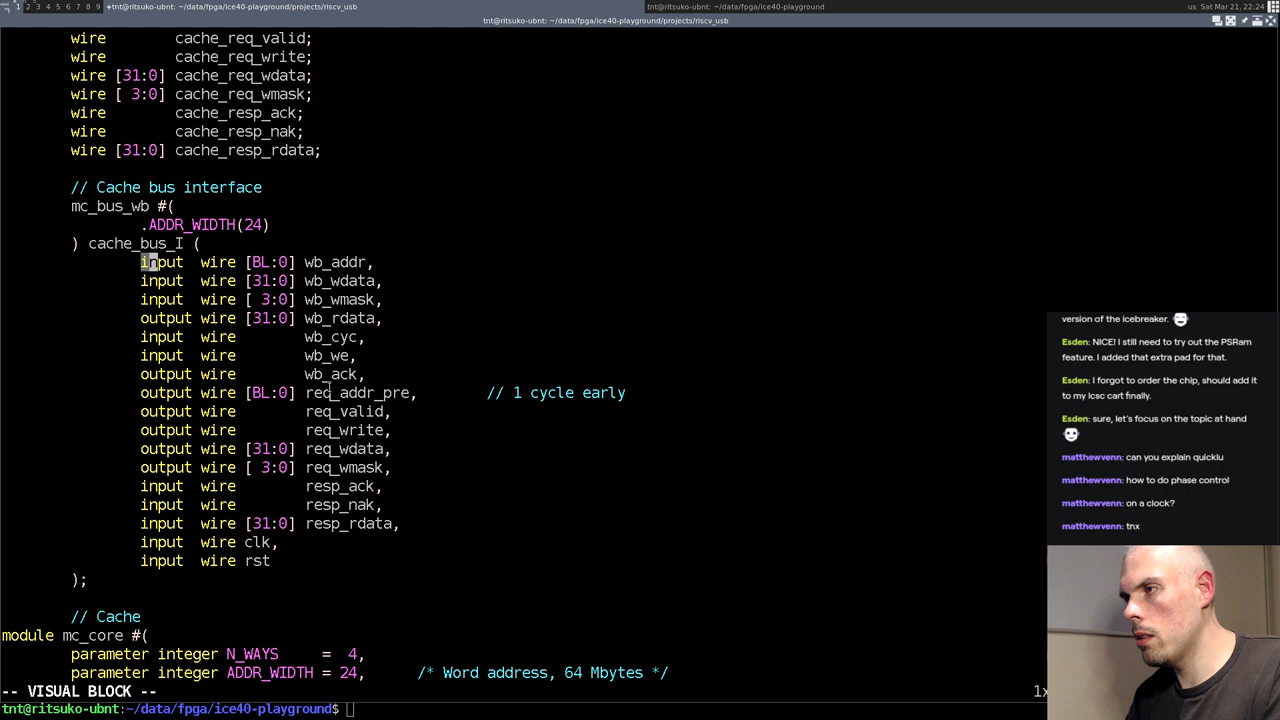 1 2 3 4 5 6 7 8 9
tnt@ritsuko-ubnt: ~/data/fpga/ice40-playground/projects/riscv_usb
tnt@ritsuko-ubnt: ~/data/fpga/ice40-playground
us Sat Mar 21, 22:24
tnt@ritsuko-ubnt: ~/data/fpga/ice40-playground/projects/riscv_usb
wire        cache_req_valid;
wire        cache_req_write;
wire [31:0] cache_req_wdata;
wire [ 3:0] cache_req_wmask;
wire        cache_resp_ack;
wire        cache_resp_nak;
wire [31:0] cache_resp_rdata;
// Cache bus interface
mc_bus_wb #(
.ADDR_WIDTH(24)
) cache_bus_I (
input  wire [BL:0] wb_addr,
input  wire [31:0] wb_wdata,
input  wire [ 3:0] wb_wmask,
output wire [31:0] wb_rdata,
input  wire        wb_cyc,
input  wire        wb_we,
output wire        wb_ack,
output wire [BL:0] req_addr_pre,        // 1 cycle early
output wire        req_valid,
output wire        req_write,
output wire [31:0] req_wdata,
output wire [ 3:0] req_wmask,
input  wire        resp_ack,
input  wire        resp_nak,
input  wire [31:0] resp_rdata,
input  wire clk,
input  wire rst
);
// Cache
module mc_core #(
parameter integer N_WAYS     =  4,
parameter integer ADDR_WIDTH = 24,      /* Word address, 64 Mbytes */
-- VISUAL BLOCK --
1x
tnt@ritsuko-ubnt:~/data/fpga/ice40-playground$
version of the icebreaker.
Esden: NICE! I still need to try out the PSRam
feature. I added that extra pad for that.
Esden: I forgot to order the chip, should add it
to my lcsc cart finally.
Esden: sure, let's focus on the topic at hand
matthewvenn: can you explain quicklu
matthewvenn: how to do phase control
matthewvenn: on a clock?
matthewvenn: tnx